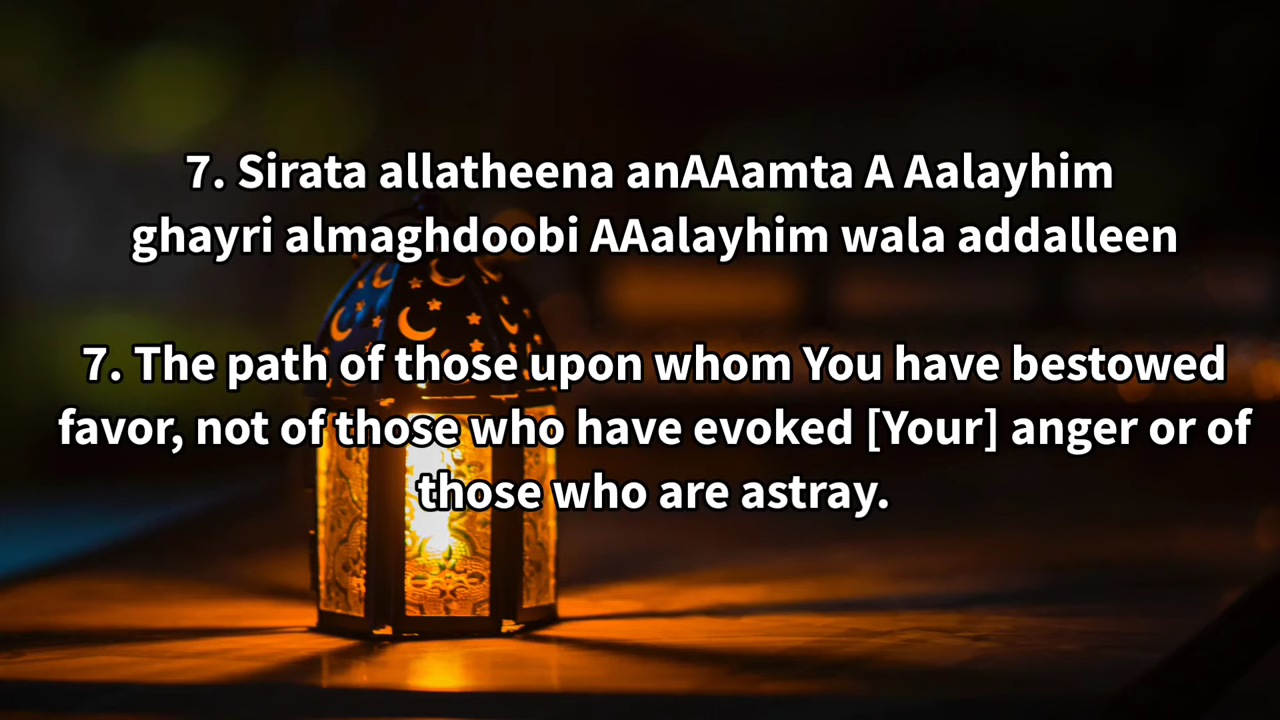 7. Sirata allatheena anAAamta A Aalayhim
ghayri almaghdoobi AAalayhim wala addalleen
7. The path of those upon whom You have bestowed
favor, not of those who have evoked [Your] anger or of
those who are astray.